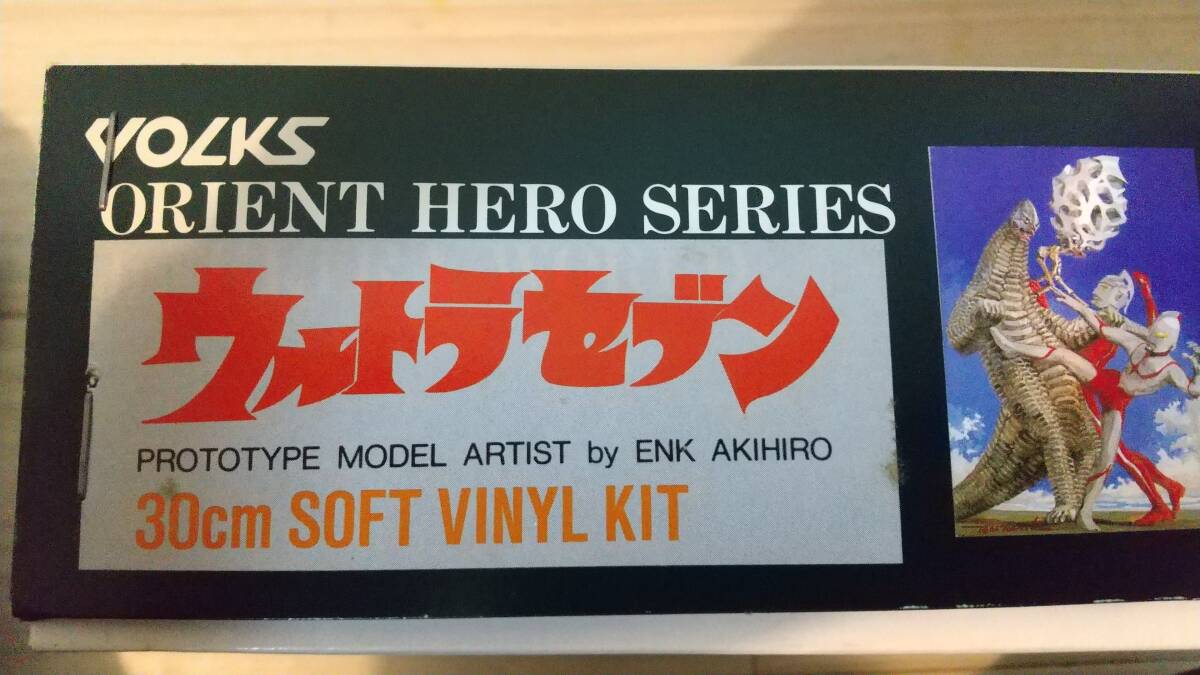 VOLKS
ORIENT HERO SERIES
ウルトラセブン
PROTOTYPE MODEL ARTIST by ENK AKIHIRO
30cm SOFT VINYL KIT